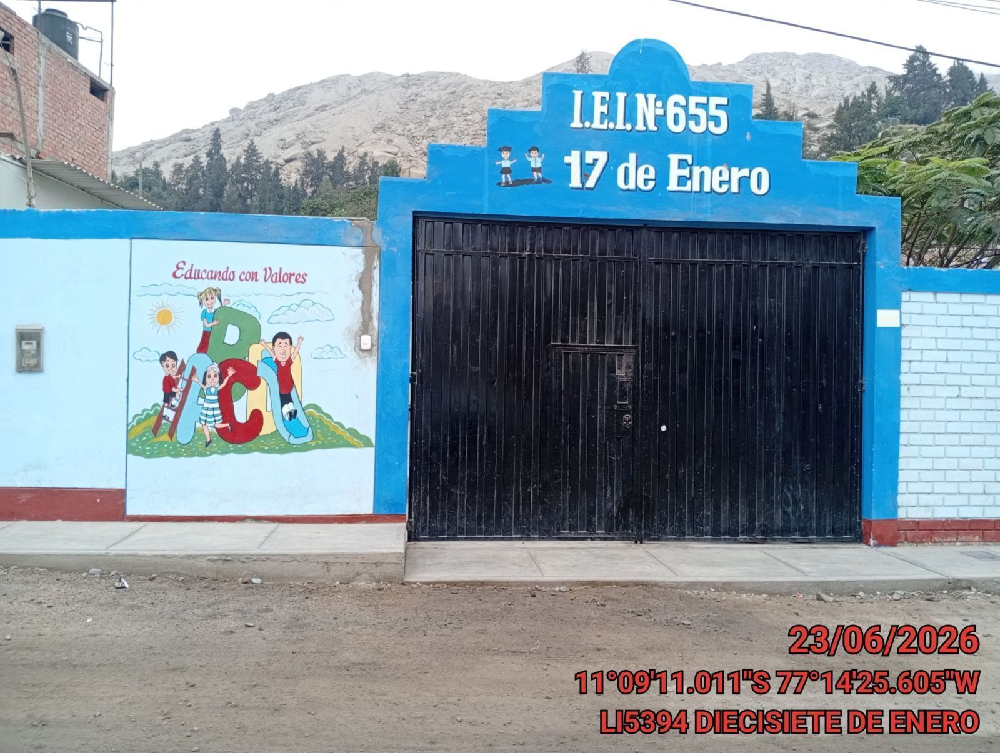 I.E.I. Nº 655
17 de Enero
Educando con Valores
23/06/2026
11°09'11.011"S 77°14'25.605"W
LI5394 DIECISIETE DE ENERO